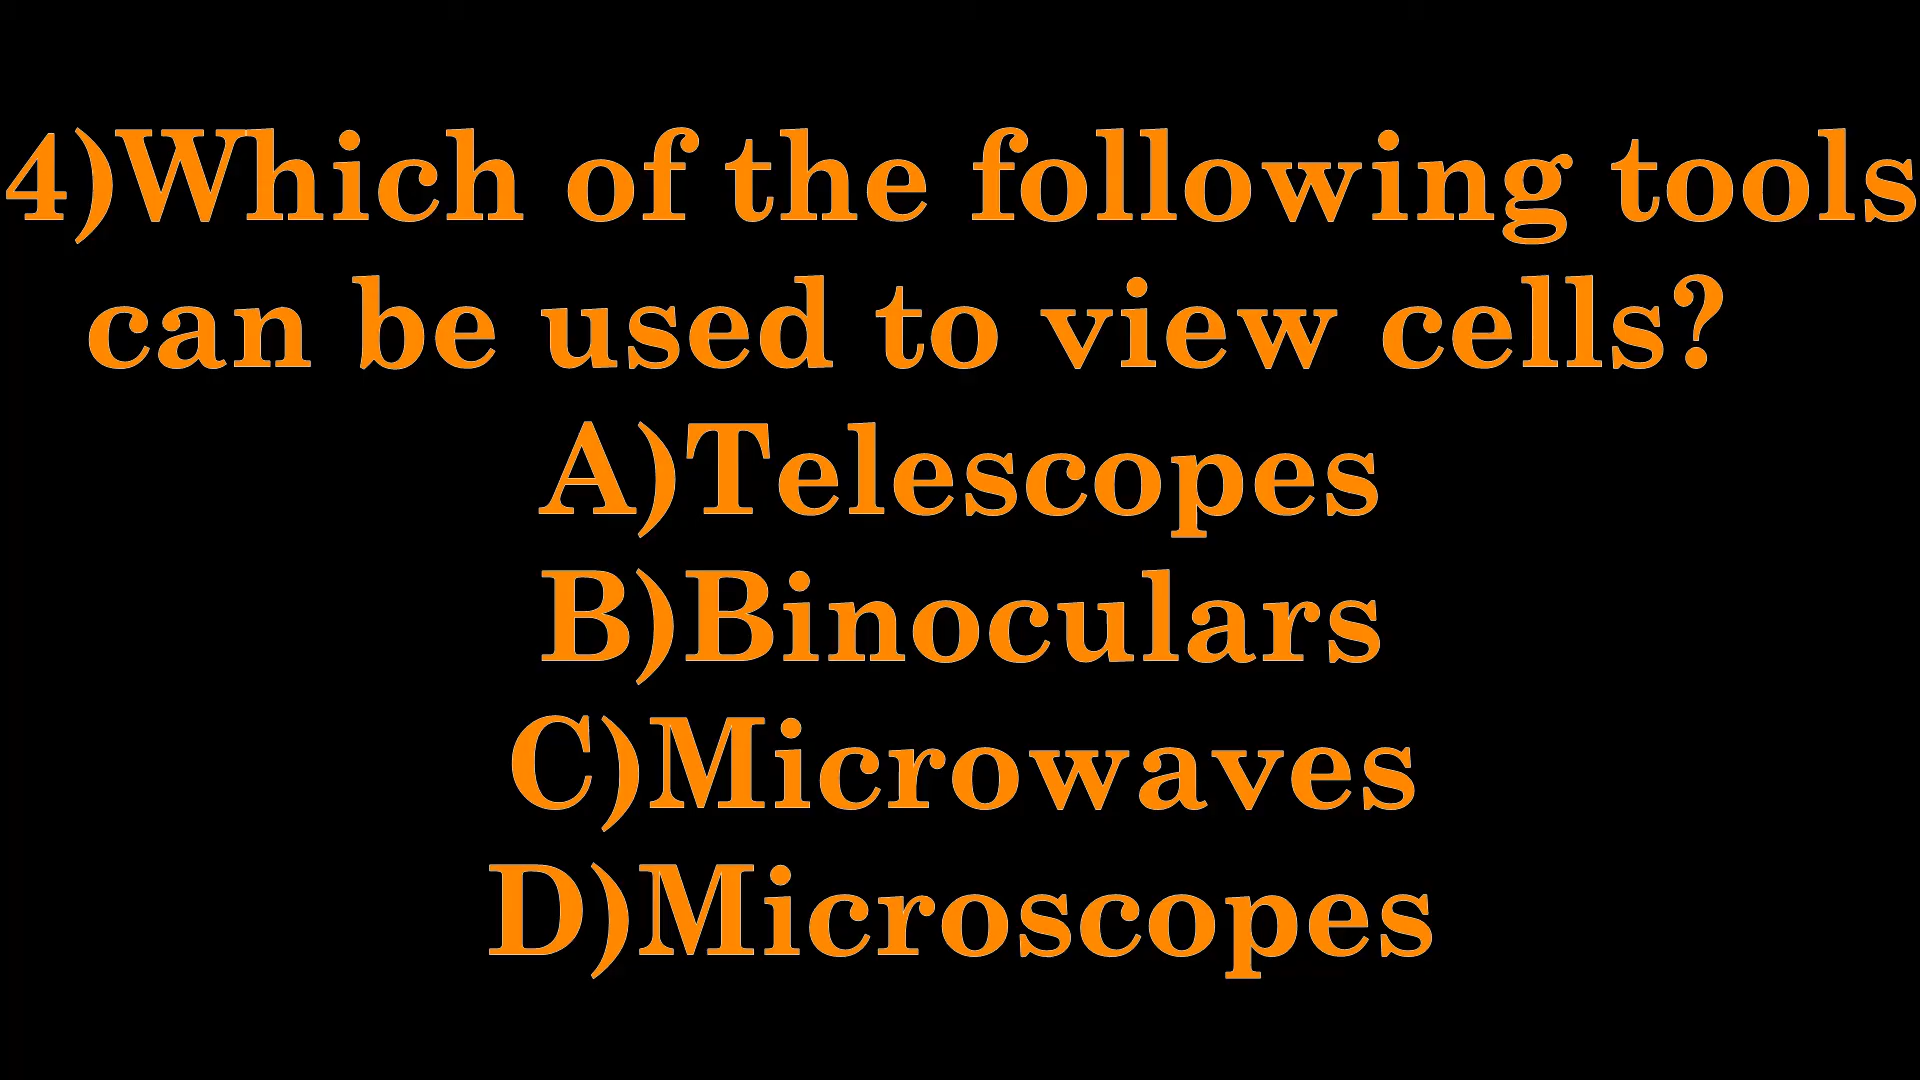 4)Which of the following tools
can be used to view cells?
A)Telescopes
B)Binoculars
C)Microwaves
D)Microscopes